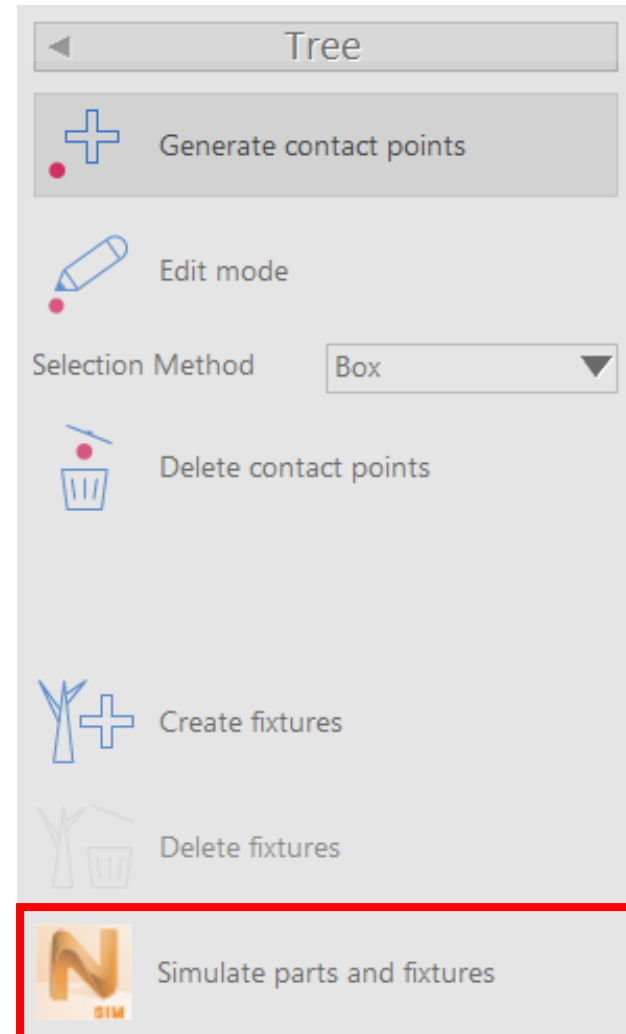 Tree
Generate contact points
Edit mode
Selection Method Box
Delete contact points
Create fixtures
Delete fixtures
N
SIM
Simulate parts and fixtures